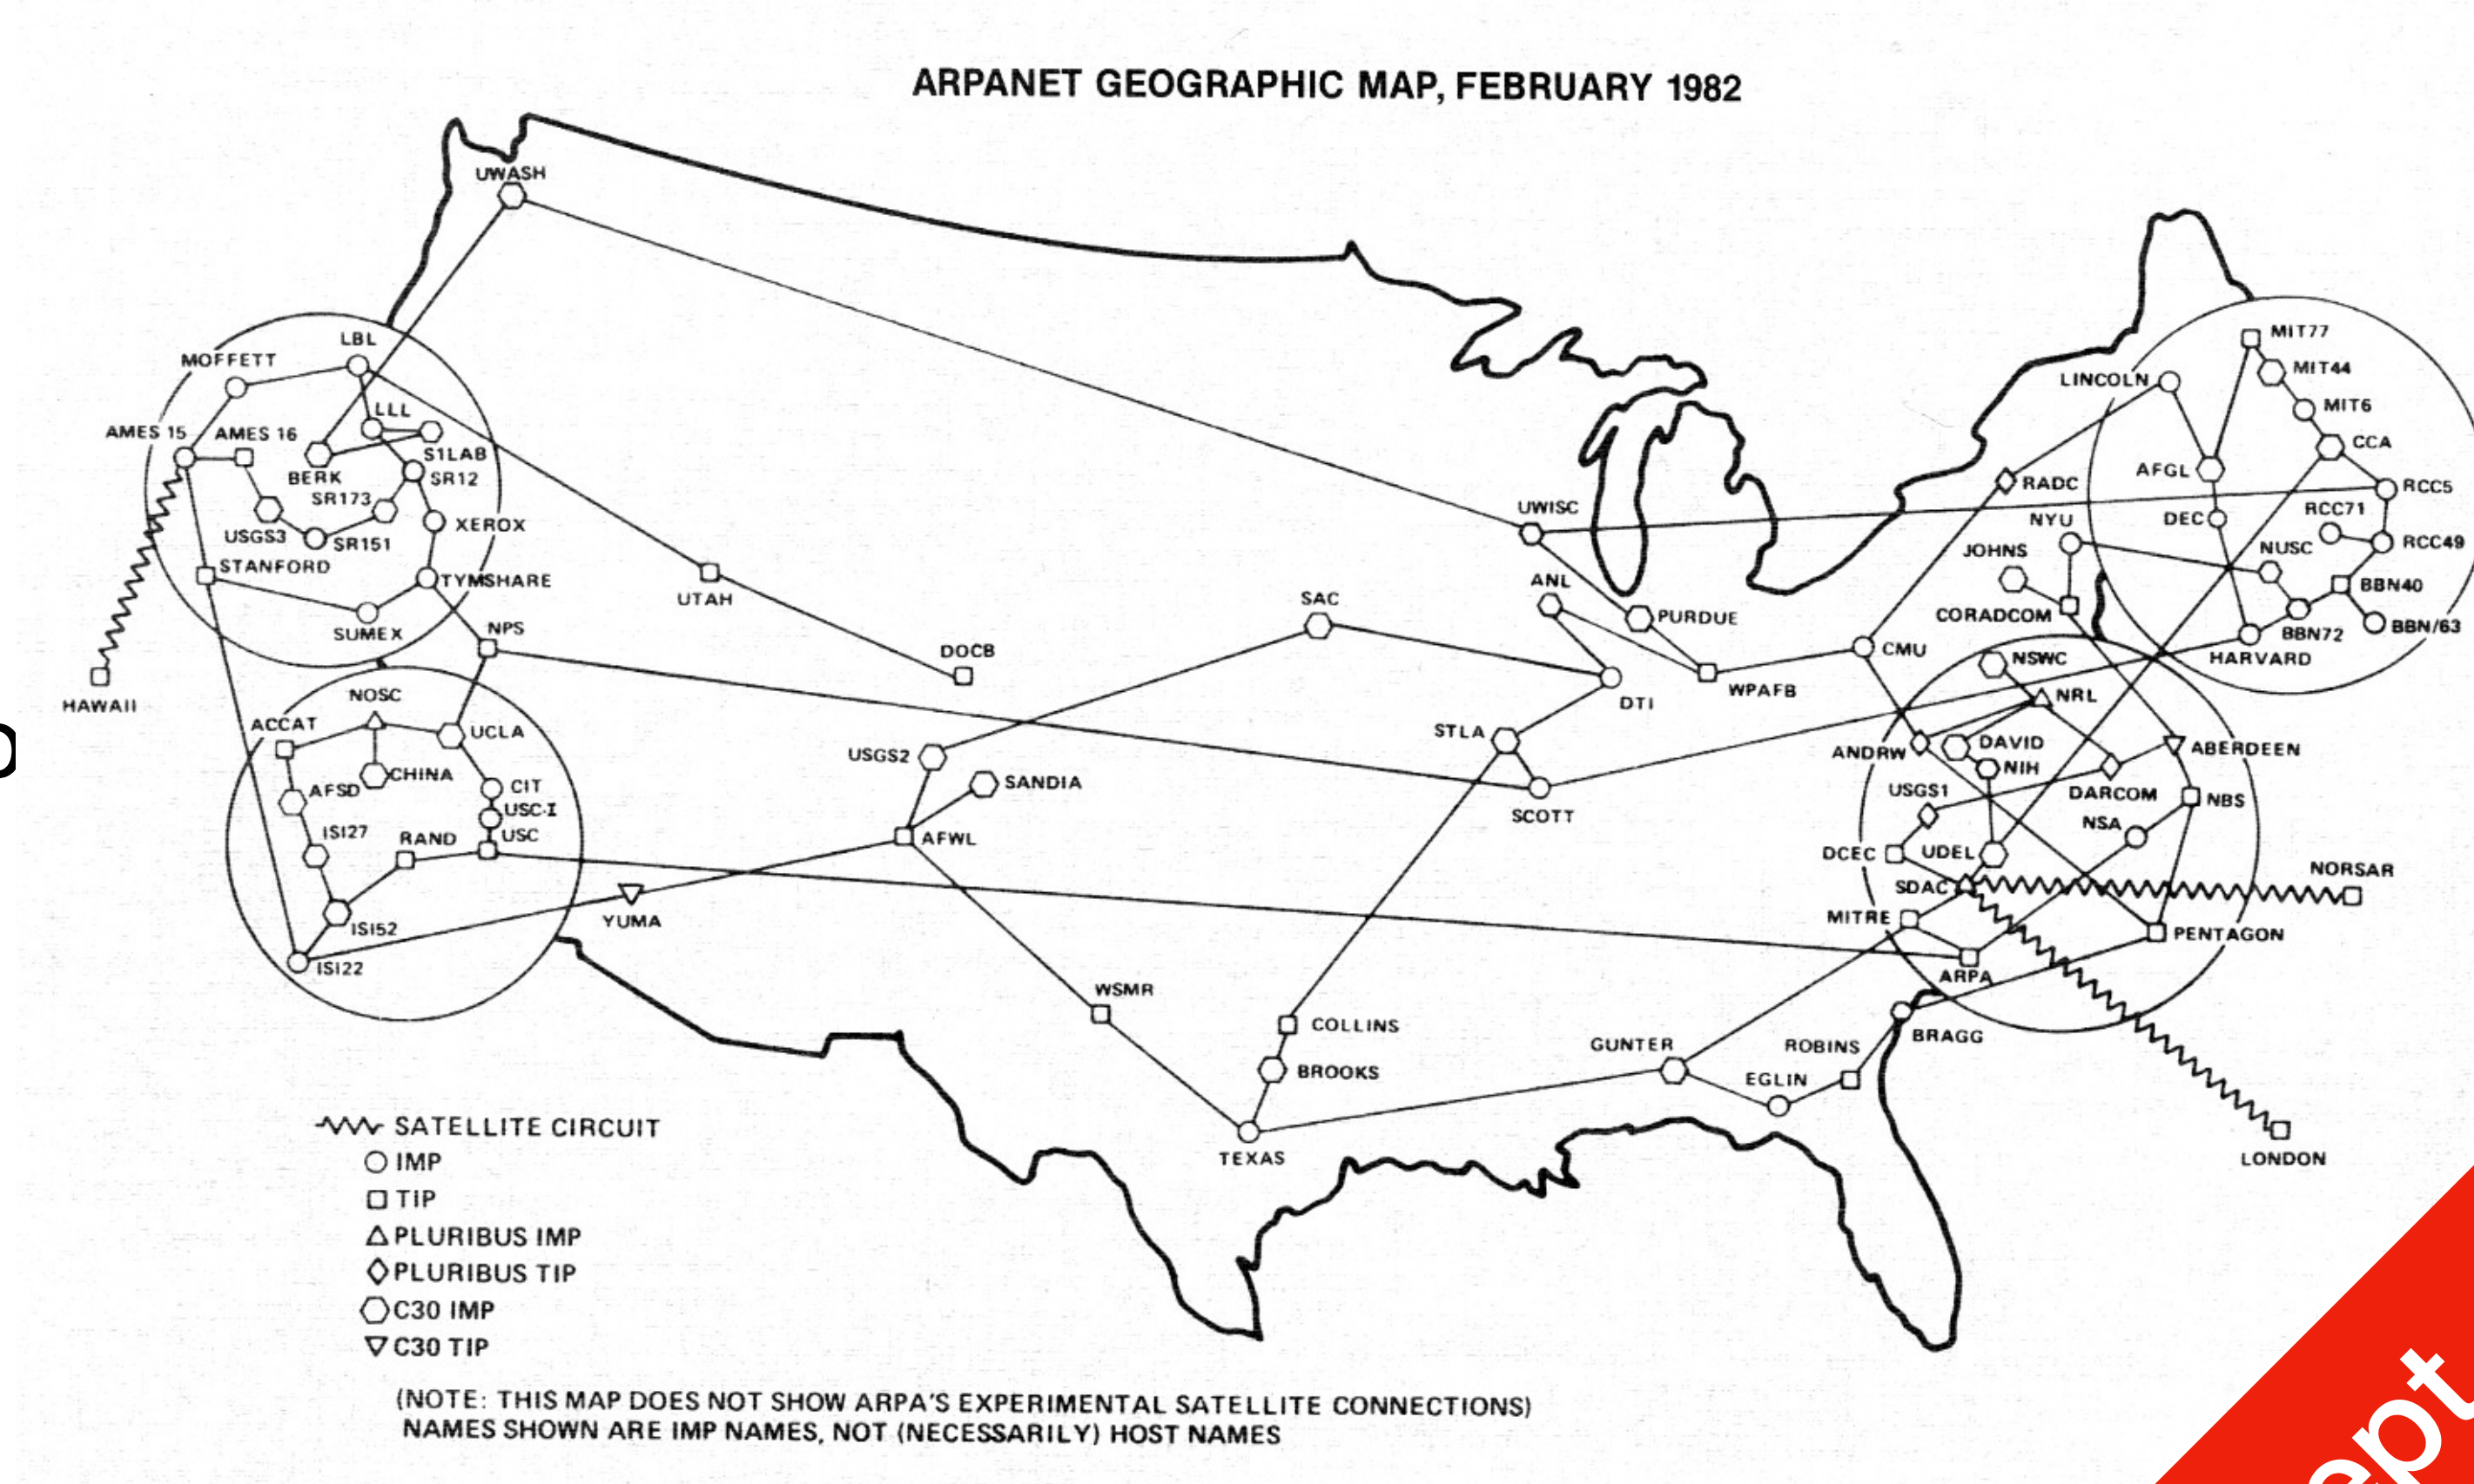 ARPANET GEOGRAPHIC MAP, FEBRUARY 1982
UWASH
LBL
MOFFETT
LLL
AMES 15
AMES 16
S1LAB
BERK
SR12
SR173
USGS3
SR151
XEROX
STANFORD
TYMSHARE
SUMEX
NPS
HAWAII
UTAH
DOCB
NOSC
ACCAT
UCLA
CHINA
AFSD
CIT
USC-I
ISI27
RAND
USC
ISI52
ISI22
YUMA
USGS2
SANDIA
AFWL
WSMR
SAC
UWISC
ANL
PURDUE
DTI
WPAFB
STLA
SCOTT
COLLINS
BROOKS
TEXAS
GUNTER
ROBINS
EGLIN
BRAGG
CMU
RADC
LINCOLN
MIT77
MIT44
MIT6
CCA
AFGL
RCC5
RCC71
DEC
NYU
RCC49
JOHNS
NUSC
BBN40
CORADCOM
BBN72
BBN/63
HARVARD
NSWC
NRL
ANDRW
DAVID
ABERDEEN
NIH
USGS1
DARCOM
NBS
NSA
DCEC
UDEL
SDAC
NORSAR
MITRE
PENTAGON
ARPA
LONDON
SATELLITE CIRCUIT
IMP
TIP
PLURIBUS IMP
PLURIBUS TIP
C30 IMP
C30 TIP
(NOTE: THIS MAP DOES NOT SHOW ARPA'S EXPERIMENTAL SATELLITE CONNECTIONS)
NAMES SHOWN ARE IMP NAMES, NOT (NECESSARILY) HOST NAMES
ept